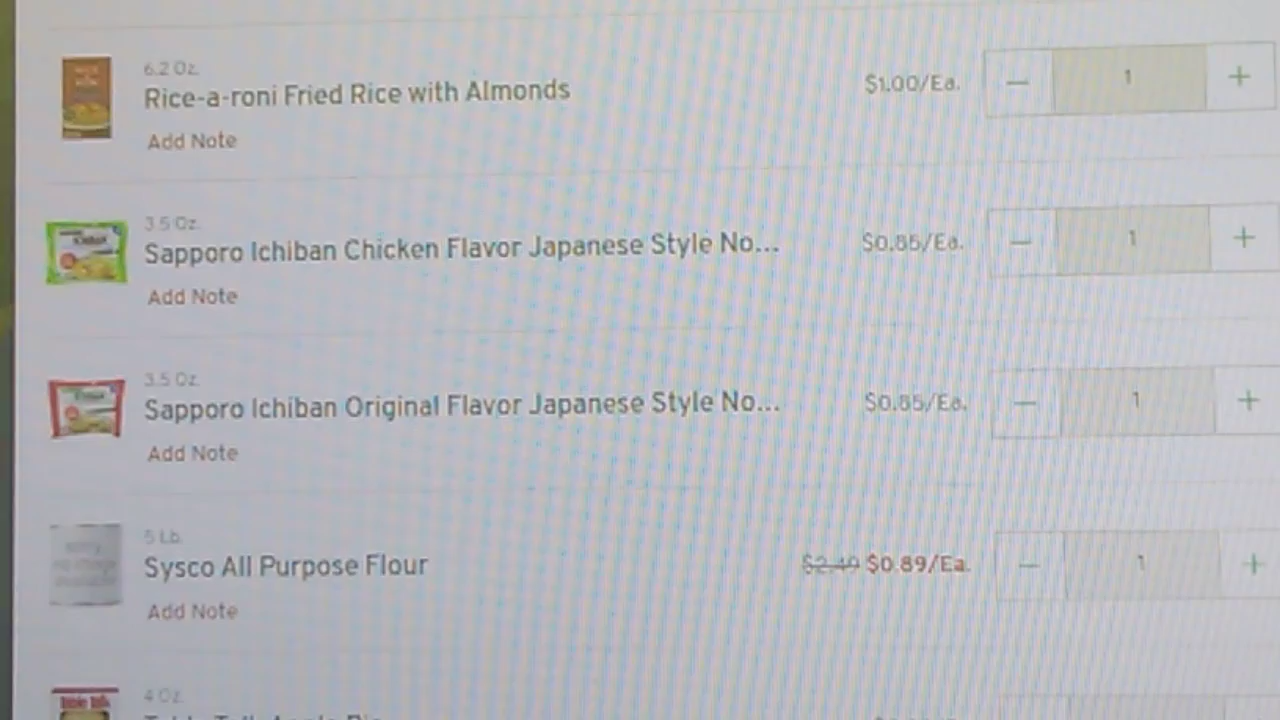 6.2 Oz.
Rice-a-roni Fried Rice with Almonds
$1.00/Ea.
1
Add Note
3.5 Oz.
Sapporo Ichiban Chicken Flavor Japanese Style No...
$0.85/Ea.
1
Add Note
3.5 Oz.
Sapporo Ichiban Original Flavor Japanese Style No...
$0.85/Ea.
1
Add Note
5 Lb.
Sysco All Purpose Flour
$2.49 $0.89/Ea.
1
Add Note
4 Oz.